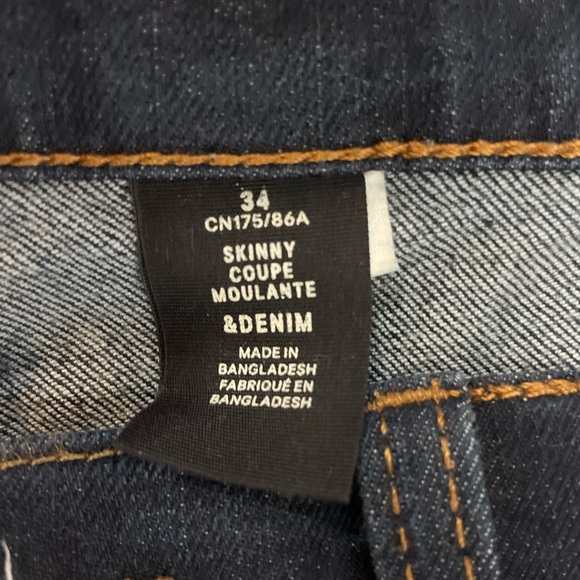 34
CN175/86A
SKINNY
COUPE
MOULANTE
&DENIM
MADE IN
BANGLADESH
FABRIQUÉ EN
BANGLADESH